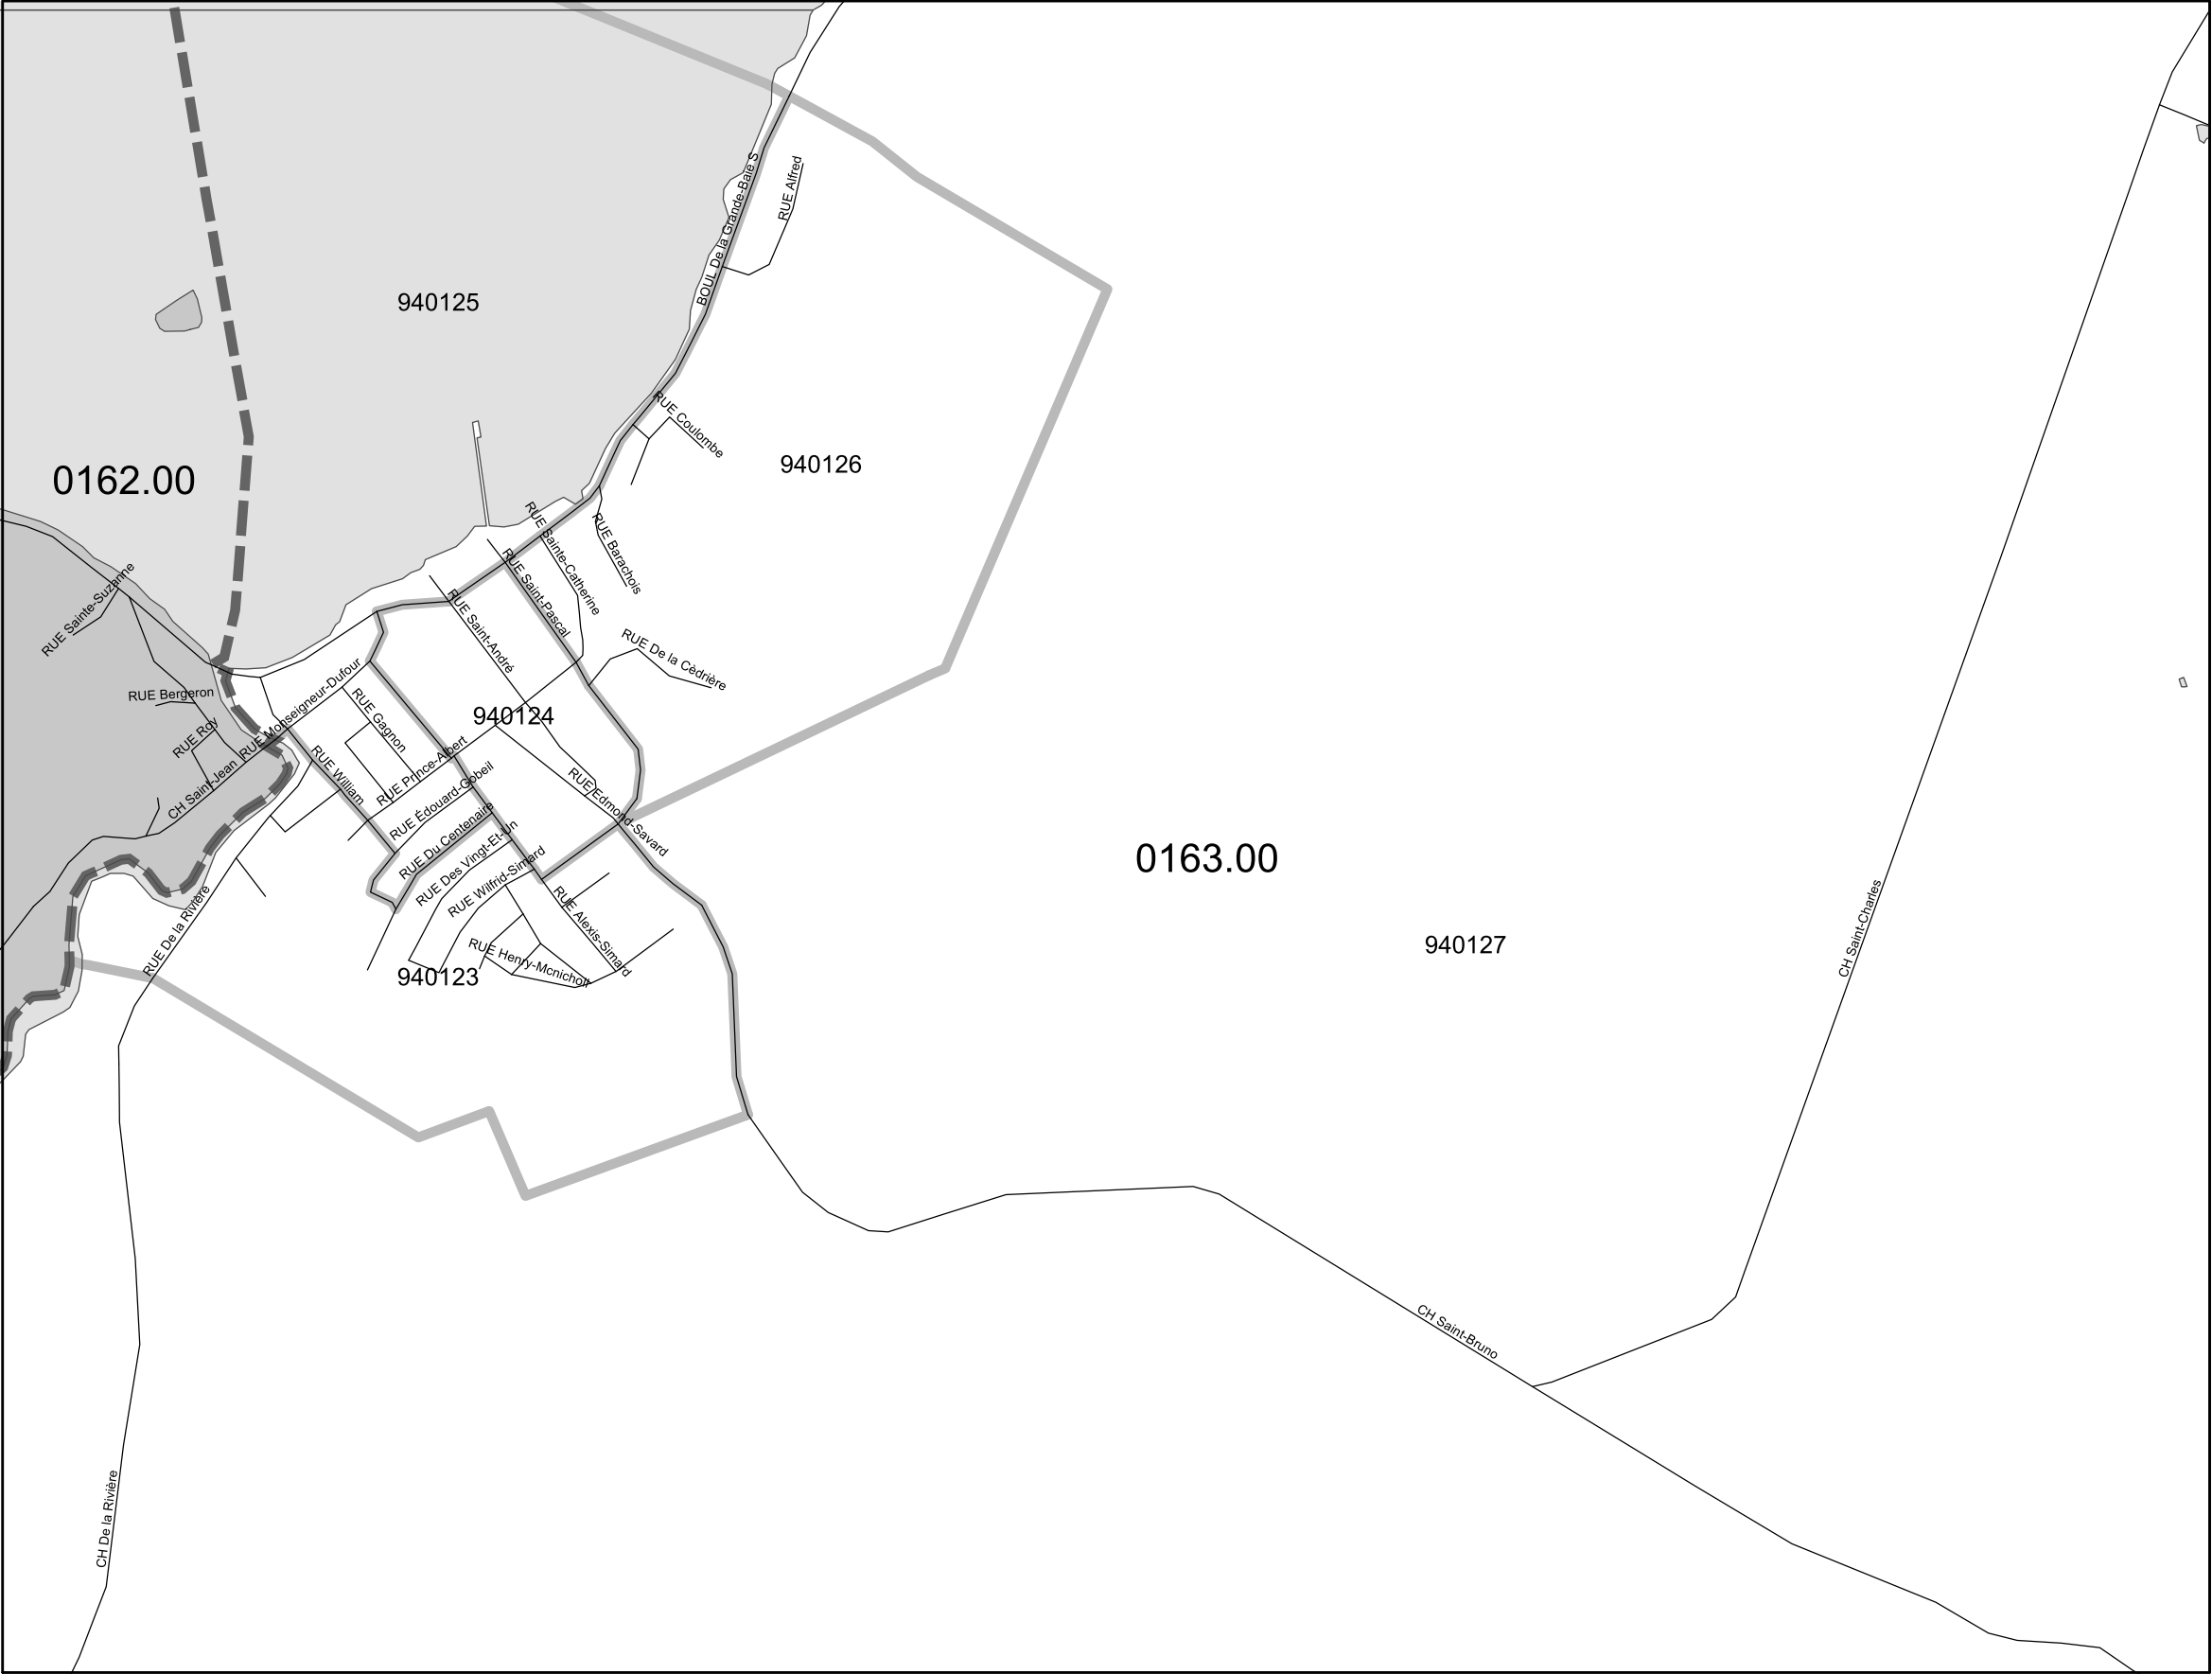 BOUL De la Grande-Baie S
RUE Alfred
940125
RUE Coulombe
940126
0162.00
RUE Sainte-Catherine
RUE Barachois
RUE Saint-Pascal
RUE Sainte-Suzanne
RUE Saint-André
RUE De la Cèdrière
RUE Monseigneur-Dufour
RUE Bergeron
RUE Gagnon
940124
RUE Roy
RUE William
RUE Prince-Albert
CH Saint-Jean
RUE Édouard-Gobeil
RUE Edmond-Savard
RUE Du Centenaire
RUE Des Vingt-Et-Un
0163.00
RUE Wilfrid-Simard
RUE De la Rivière
RUE Alexis-Simard
CH Saint-Charles
940127
RUE Henry-Mcnicholl
940123
CH Saint-Bruno
CH De la Rivière